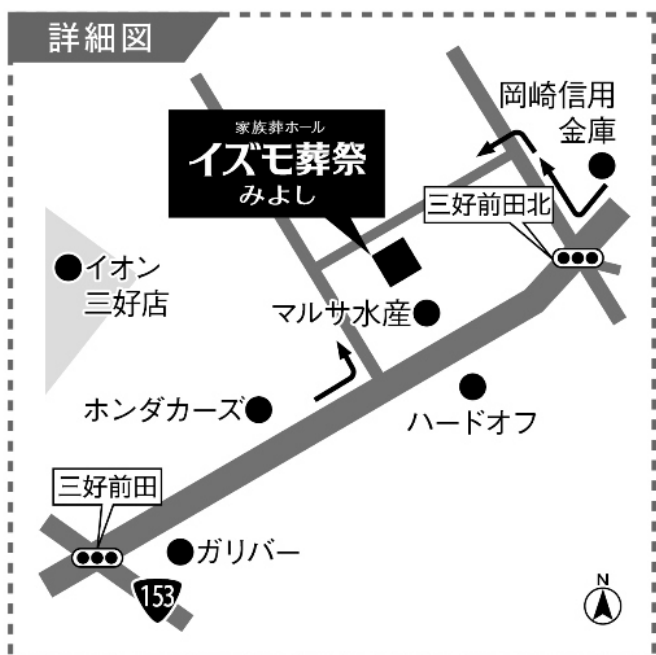 詳細図
岡崎信用
金庫
家族葬ホール
イズモ葬祭
みよし
三好前田北
イオン
三好店
マルサ水産
ホンダカーズ
ハードオフ
三好前田
ガリバー
153
N